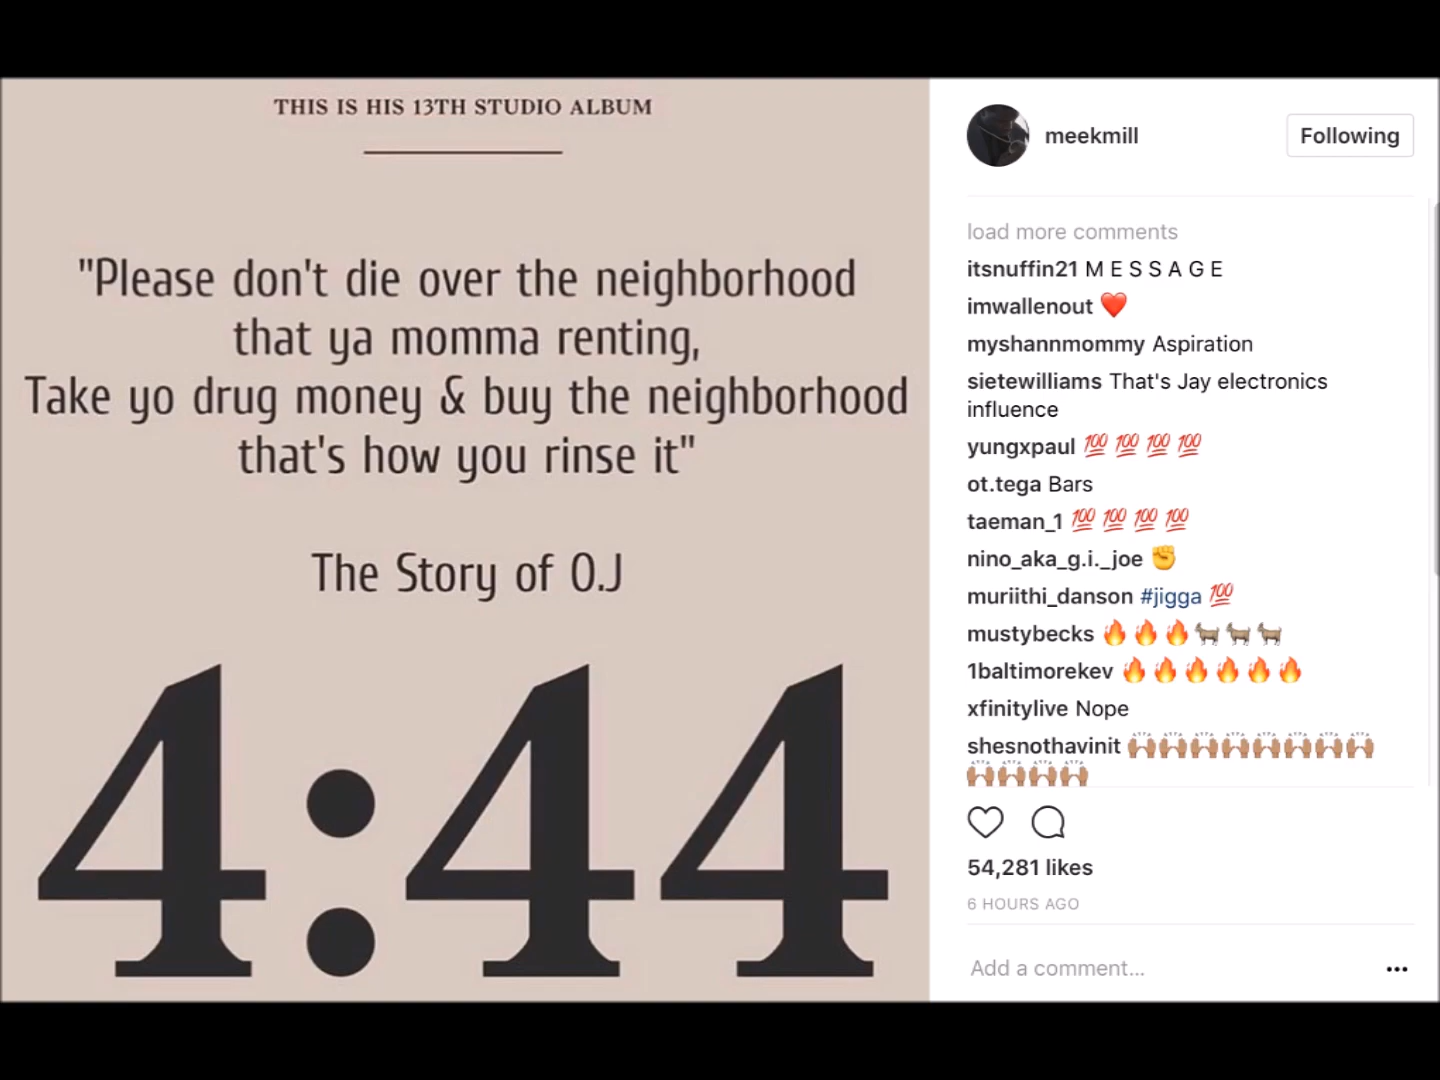 THIS IS HIS 13TH STUDIO ALBUM
"Please don't die over the neighborhood
that ya momma renting,
Take yo drug money & buy the neighborhood
that's how you rinse it"
The Story of O.J
4:44
meekmill
Following
load more comments
itsnuffin21 M E S S A G E
imwallenout ❤️
myshannmommy Aspiration
sietewilliams That's Jay electronics
influence
yungxpaul 💯 💯 💯 💯
ot.tega Bars
taeman_1 💯 💯 💯 💯
nino_aka_g.i._joe ✊
muriithi_danson #jigga 💯
mustybecks 🔥 🔥 🔥 🐐 🐐 🐐
1baltimorekev 🔥 🔥 🔥 🔥 🔥 🔥
xfinitylive Nope
shesnothavinit 🙌🏽🙌🏽🙌🏽🙌🏽🙌🏽🙌🏽🙌🏽🙌🏽
🙌🏽🙌🏽🙌🏽🙌🏽
54,281 likes
6 HOURS AGO
Add a comment...